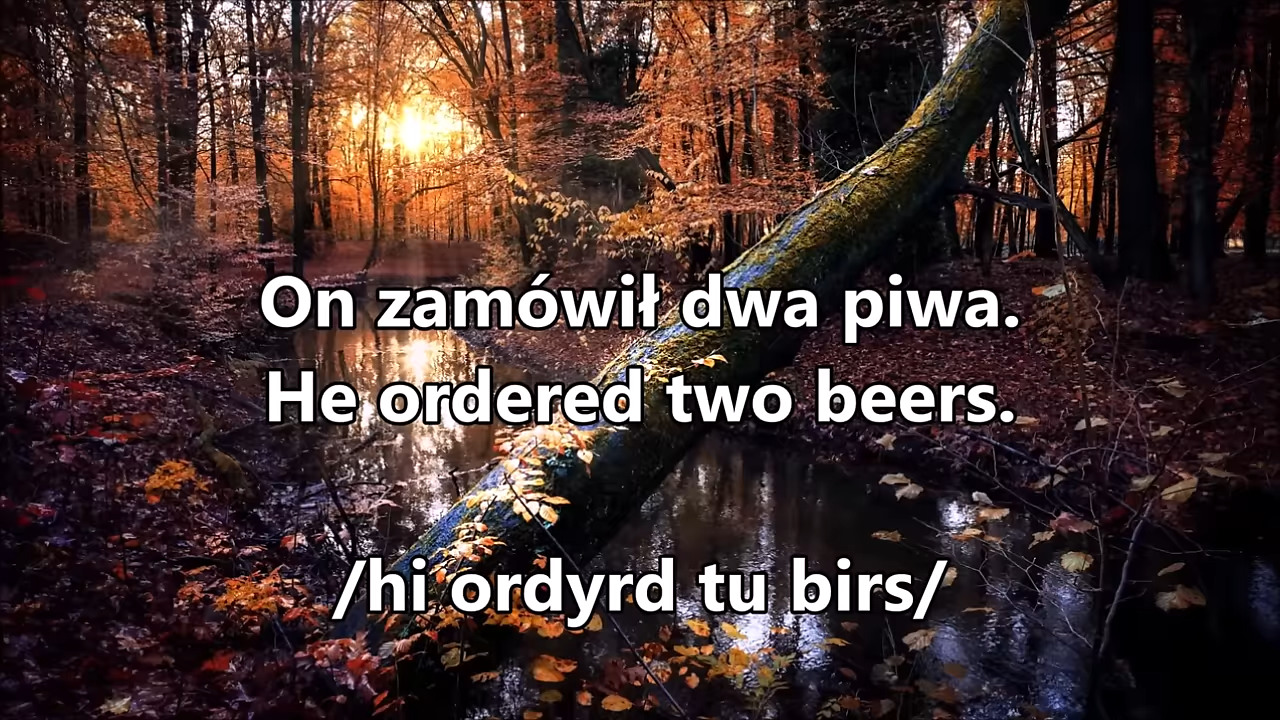 On zamówił dwa piwa.
He ordered two beers.
/hi ordyrd tu birs/